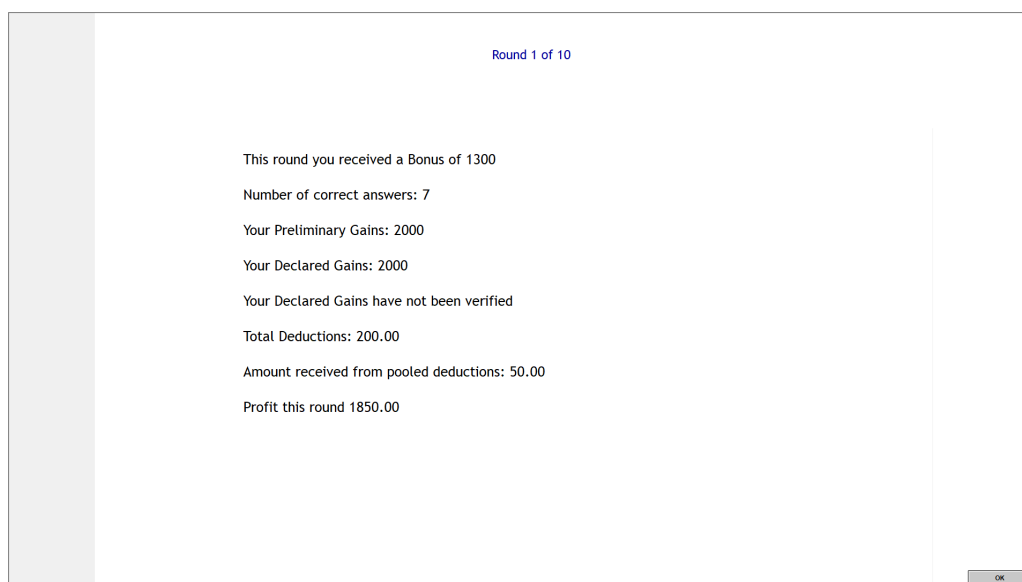 Round 1 of 10
This round you received a Bonus of 1300
Number of correct answers: 7
Your Preliminary Gains: 2000
Your Declared Gains: 2000
Your Declared Gains have not been verified
Total Deductions: 200.00
Amount received from pooled deductions: 50.00
Profit this round 1850.00
OK